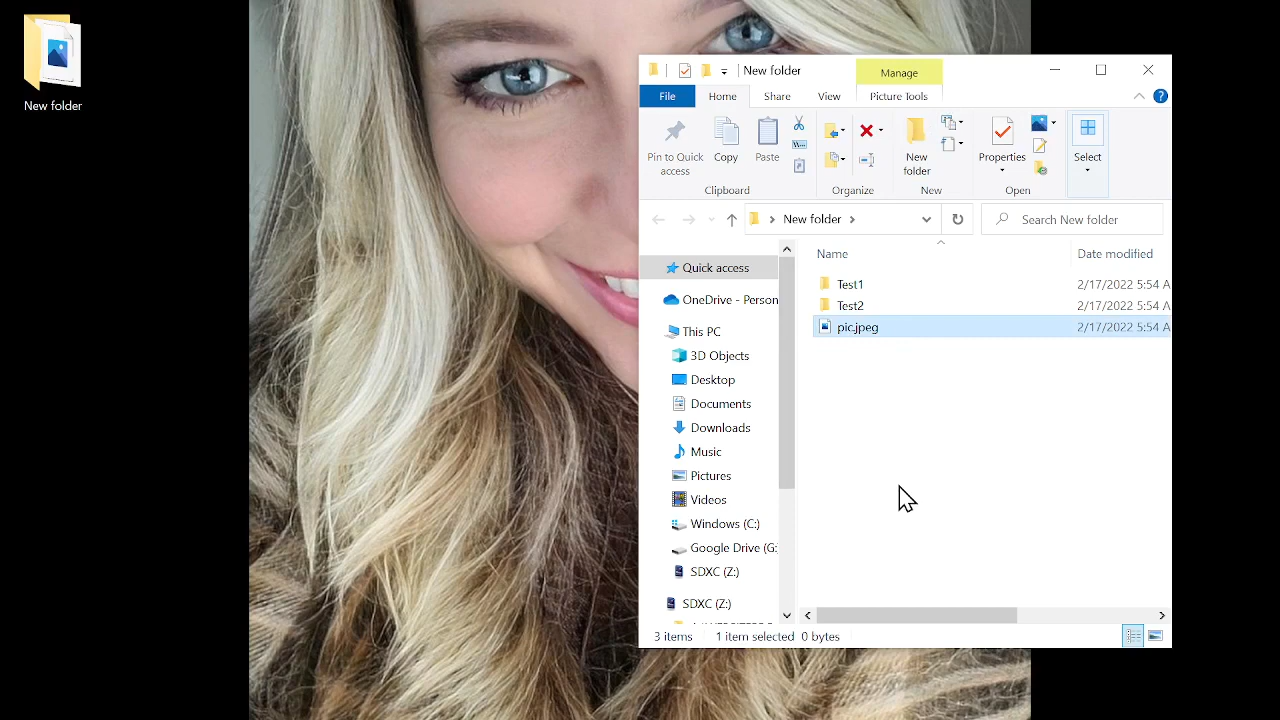 New folder
New folder
Manage
File
Home
Share
View
Picture Tools
Pin to Quick access
Copy
Paste
New folder
Properties
Select
Clipboard
Organize
New
Open
New folder
Search New folder
Name
Date modified
Quick access
OneDrive - Person
This PC
3D Objects
Desktop
Documents
Downloads
Music
Pictures
Videos
Windows (C:)
Google Drive (G:
SDXC (Z:)
SDXC (Z:)
Test1
2/17/2022 5:54 A
Test2
2/17/2022 5:54 A
pic.jpeg
2/17/2022 5:54 A
3 items
1 item selected
0 bytes